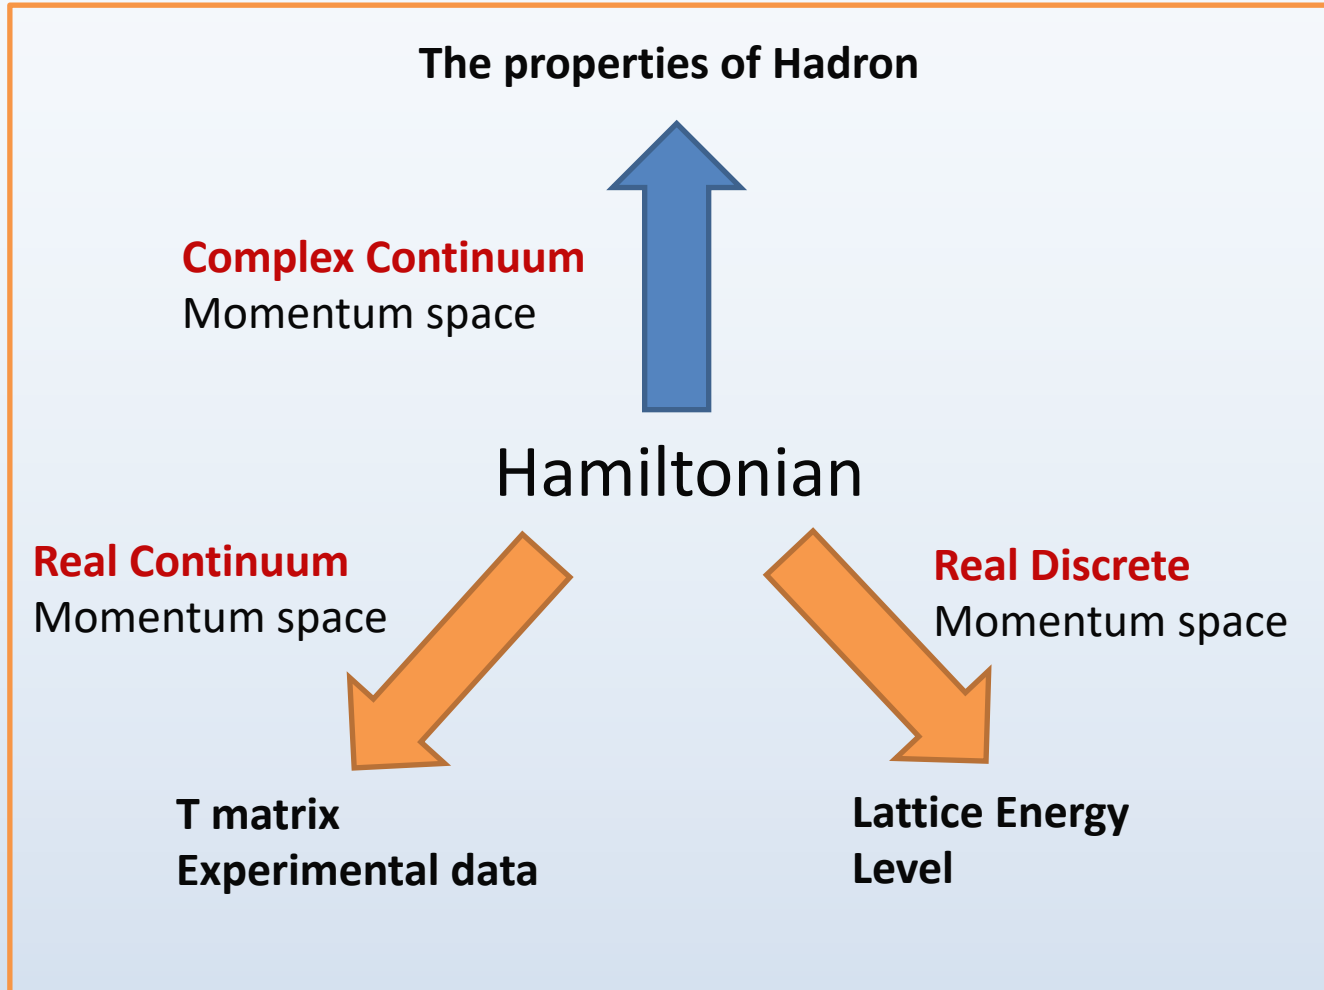 The properties of Hadron
Complex Continuum
Momentum space
Hamiltonian
Real Continuum
Momentum space
Real Discrete
Momentum space
T matrix
Experimental data
Lattice Energy
Level